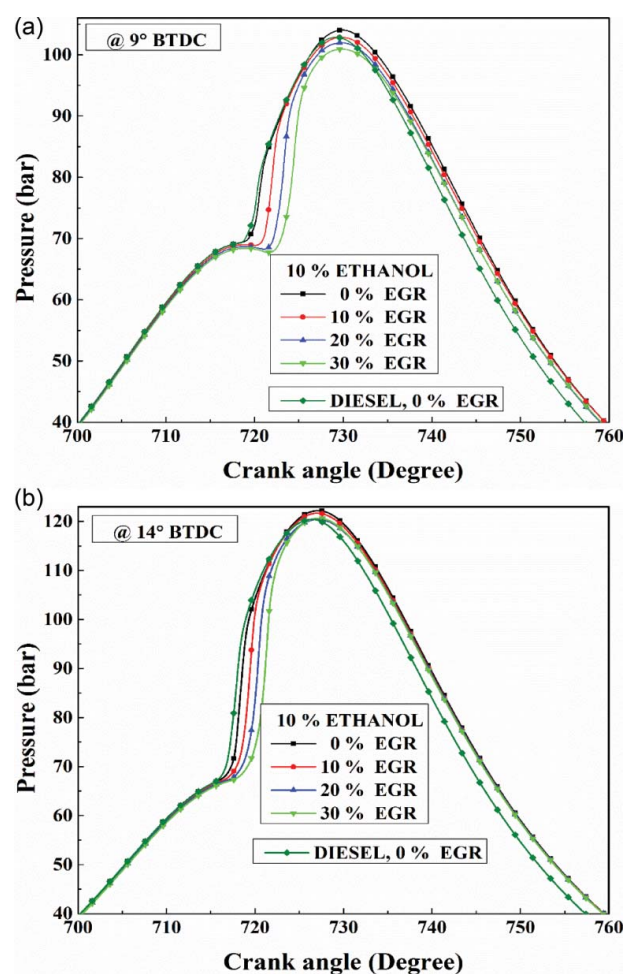 (a)
@ 9° BTDC
100
90
80
70
60
50
40
Pressure (bar)
10 % ETHANOL
0 % EGR
10 % EGR
20 % EGR
30 % EGR
DIESEL, 0 % EGR
700 710 720 730 740 750 760
Crank angle (Degree)
(b)
@ 14° BTDC
120
110
100
90
80
70
60
50
40
Pressure (bar)
10 % ETHANOL
0 % EGR
10 % EGR
20 % EGR
30 % EGR
DIESEL, 0 % EGR
700 710 720 730 740 750 760
Crank angle (Degree)